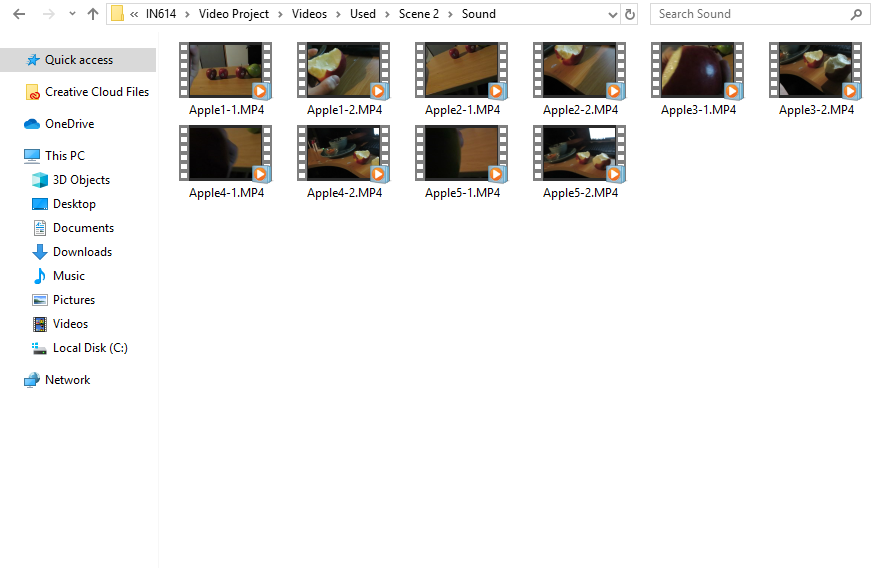 « IN614 > Video Project > Videos > Used > Scene 2 > Sound
Search Sound
Quick access
Creative Cloud Files
OneDrive
This PC
3D Objects
Desktop
Documents
Downloads
Music
Pictures
Videos
Local Disk (C:)
Network
Apple1-1.MP4 Apple1-2.MP4 Apple2-1.MP4 Apple2-2.MP4 Apple3-1.MP4 Apple3-2.MP4
Apple4-1.MP4 Apple4-2.MP4 Apple5-1.MP4 Apple5-2.MP4